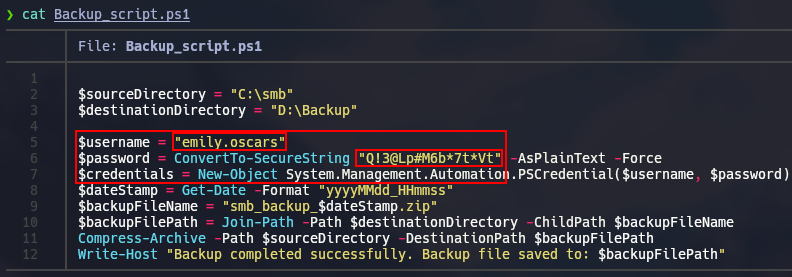 ❯ cat Backup_script.ps1
File: Backup_script.ps1
1
2 $sourceDirectory = "C:\smb"
3 $destinationDirectory = "D:\Backup"
4
5 $username = "emily.oscars"
6 $password = ConvertTo-SecureString "Q!3@Lp#M6b*7t*Vt" -AsPlainText -Force
7 $credentials = New-Object System.Management.Automation.PSCredential($username, $password)
8 $dateStamp = Get-Date -Format "yyyyMMdd_HHmmss"
9 $backupFileName = "smb_backup_$dateStamp.zip"
10 $backupFilePath = Join-Path -Path $destinationDirectory -ChildPath $backupFileName
11 Compress-Archive -Path $sourceDirectory -DestinationPath $backupFilePath
12 Write-Host "Backup completed successfully. Backup file saved to: $backupFilePath"